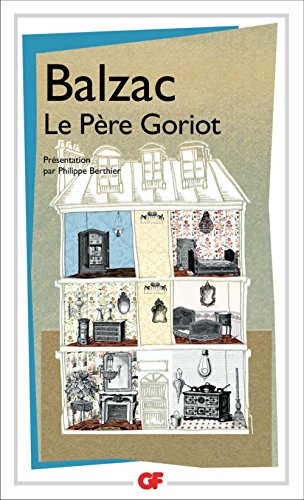 Balzac
Le Père Goriot
Présentation
par Philippe Berthier
GF